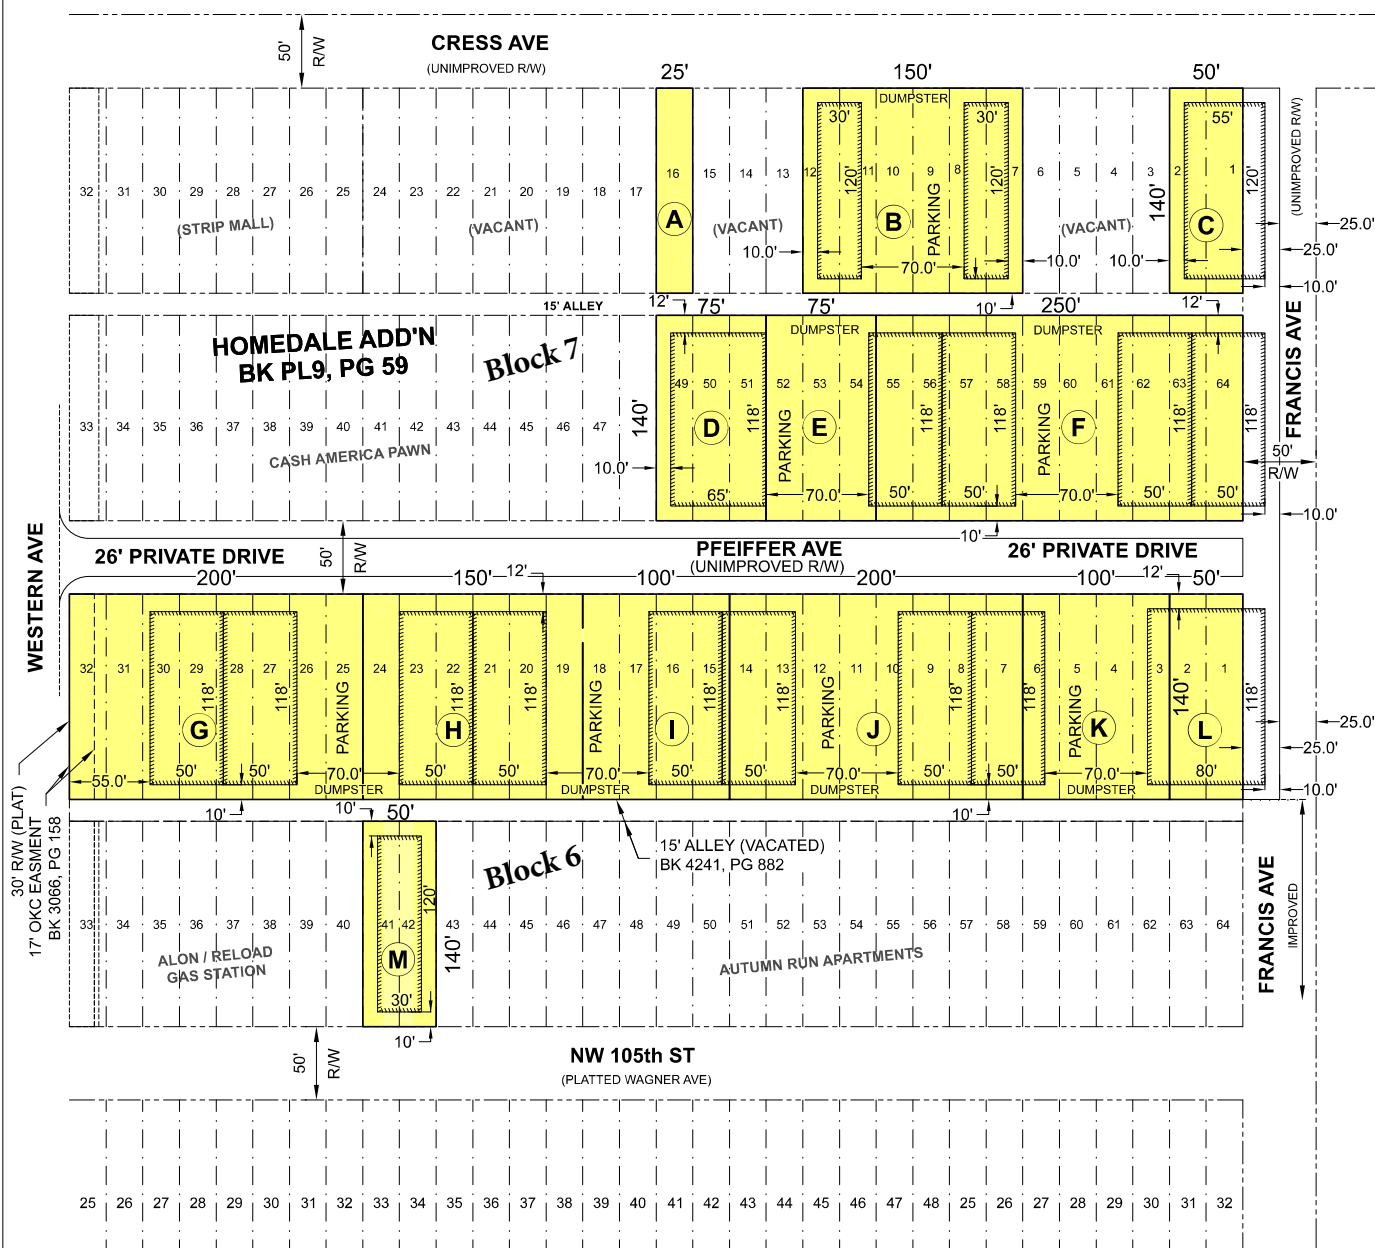 50'
R/W
CRESS AVE
(UNIMPROVED R/W)
25'
150'
50'
DUMPSTER
30'
30'
55'
(UNIMPROVED R/W)
32 31 30 29 28 27 26 25 24 23 22 21 20 19 18 17 16 15 14 13 12 11 10 9 8 7 6 5 4 3 2 1
120'
120'
140'
120'
PARKING
(STRIP MALL)
(VACANT)
A
(VACANT)
B
(VACANT)
C
25.0'
10.0'
70.0'
10.0'
10.0'
25.0'
10.0'
15' ALLEY
12'
75'
75'
10'
250'
12'
HOMEDALE ADD'N
BK PL9, PG 59
Block 7
DUMPSTER
DUMPSTER
FRANCIS AVE
49 50 51 52 53 54 55 56 57 58 59 60 61 62 63 64
33 34 35 36 37 38 39 40 41 42 43 44 45 46 47
140'
118'
118'
118'
118'
118'
D
E
F
PARKING
PARKING
CASH AMERICA PAWN
10.0'
65'
70.0'
50'
50'
70.0'
50'
50'
50'
R/W
10.0'
10'
WESTERN AVE
26' PRIVATE DRIVE
50'
R/W
PFEIFFER AVE
(UNIMPROVED R/W)
26' PRIVATE DRIVE
200'
150'
12'
100'
200'
100'
12'
50'
32 31 30 29 28 27 26 25 24 23 22 21 20 19 18 17 16 15 14 13 12 11 10 9 8 7 6 5 4 3 2 1
118'
118'
118'
118'
118'
118'
118'
118'
140'
118'
PARKING
PARKING
PARKING
PARKING
G
H
I
J
K
L
25.0'
25.0'
55.0'
50'
50'
70.0'
50'
50'
70.0'
50'
50'
70.0'
50'
50'
70.0'
80'
10.0'
DUMPSTER
DUMPSTER
DUMPSTER
DUMPSTER
10'
10'
50'
10'
30' R/W (PLAT)
17' OKC EASMENT
BK 3066, PG 158
15' ALLEY (VACATED)
BK 4241, PG 882
Block 6
33 34 35 36 37 38 39 40 41 42 43 44 45 46 47 48 49 50 51 52 53 54 55 56 57 58 59 60 61 62 63 64
120'
140'
M
30'
ALON / RELOAD
GAS STATION
AUTUMN RUN APARTMENTS
FRANCIS AVE
IMPROVED
10'
50'
R/W
NW 105th ST
(PLATTED WAGNER AVE)
25 26 27 28 29 30 31 32 33 34 35 36 37 38 39 40 41 42 43 44 45 46 47 48 25 26 27 28 29 30 31 32